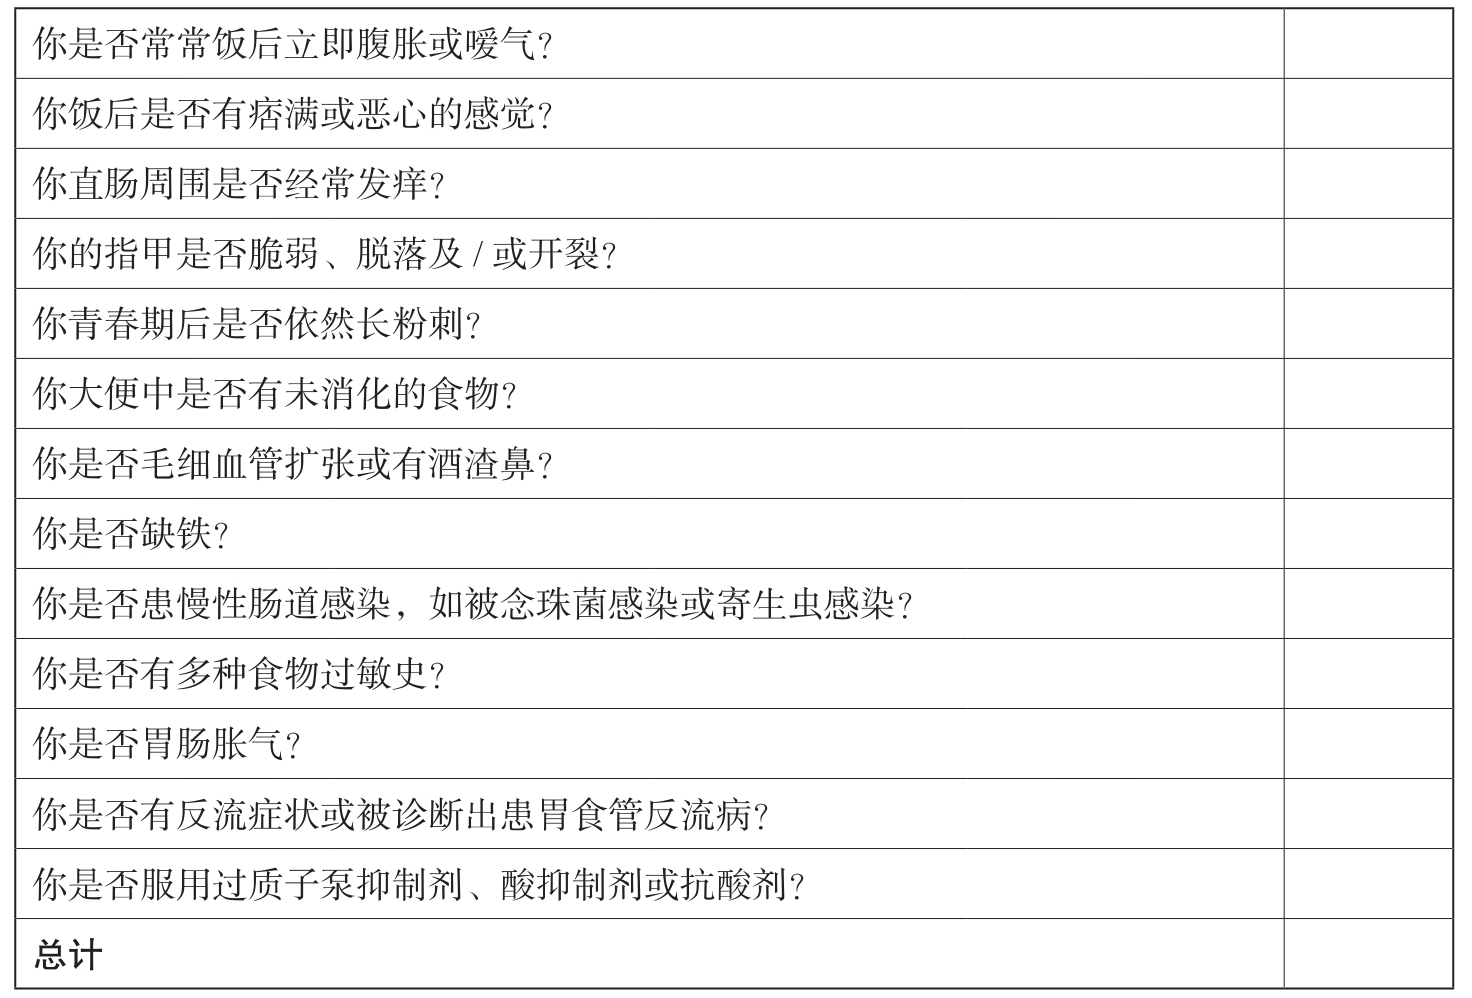 你是否常常饭后立即腹胀或嗳气?
你饭后是否有痞满或恶心的感觉?
你直肠周围是否经常发痒?
你的指甲是否脆弱、脱落及 / 或开裂?
你青春期后是否依然长粉刺?
你大便中是否有未消化的食物?
你是否毛细血管扩张或有酒渣鼻?
你是否缺铁?
你是否患慢性肠道感染，如被念珠菌感染或寄生虫感染?
你是否有多种食物过敏史?
你是否胃肠胀气?
你是否有反流症状或被诊断出患胃食管反流病?
你是否服用过质子泵抑制剂、酸抑制剂或抗酸剂?
总计